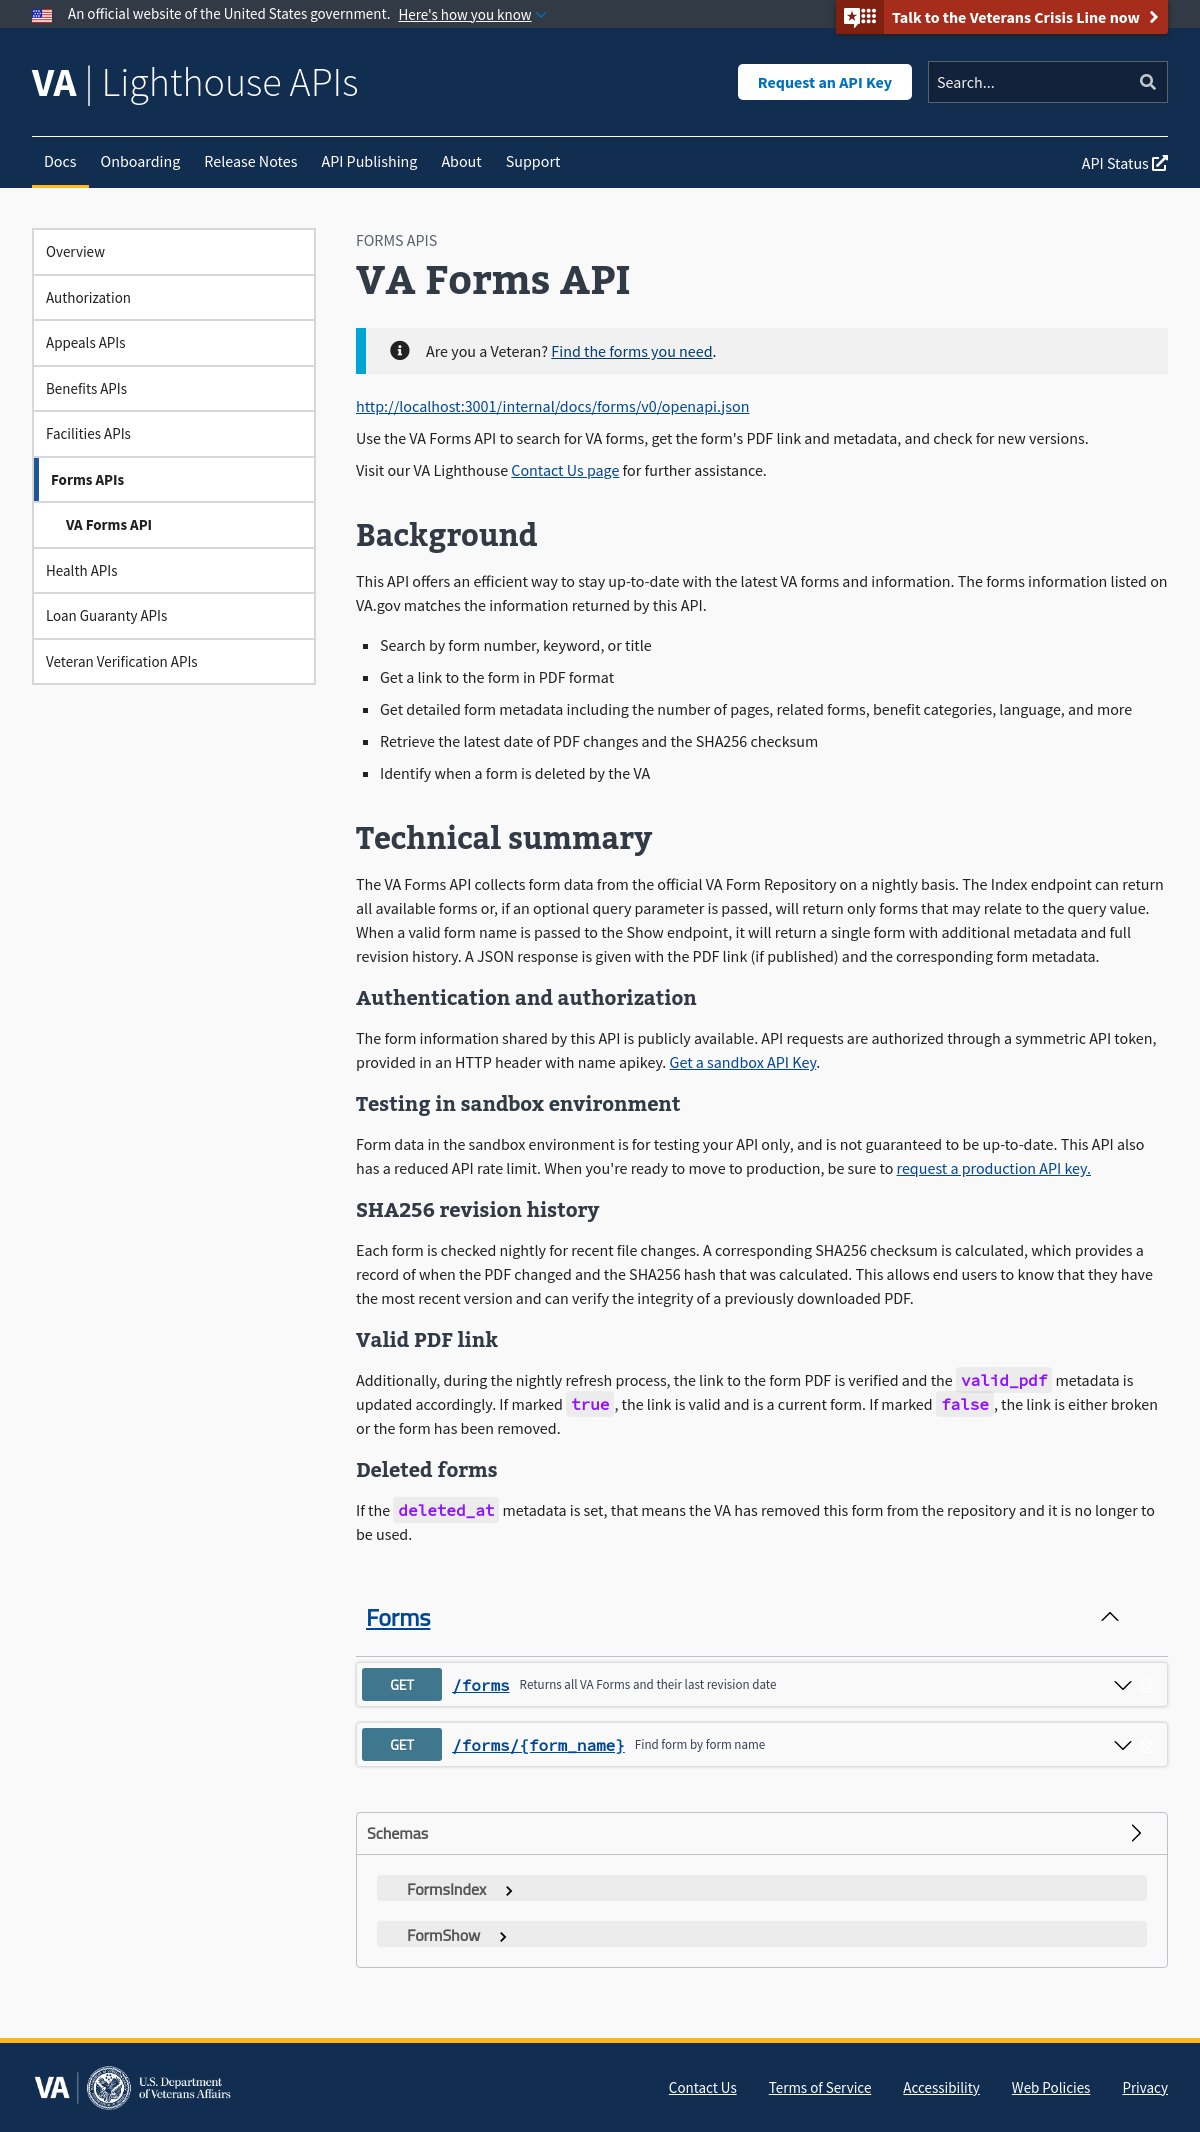 An official website of the United States government. Here's how you know
Talk to the Veterans Crisis Line now
VA | Lighthouse APIs
Request an API Key
Search...
Docs Onboarding Release Notes API Publishing About Support
API Status
Overview
Authorization
Appeals APIs
Benefits APIs
Facilities APIs
Forms APIs
VA Forms API
Health APIs
Loan Guaranty APIs
Veteran Verification APIs
FORMS APIS
VA Forms API
Are you a Veteran? Find the forms you need.
http://localhost:3001/internal/docs/forms/v0/openapi.json
Use the VA Forms API to search for VA forms, get the form's PDF link and metadata, and check for new versions.
Visit our VA Lighthouse Contact Us page for further assistance.
Background
This API offers an efficient way to stay up-to-date with the latest VA forms and information. The forms information listed on
VA.gov matches the information returned by this API.
Search by form number, keyword, or title
Get a link to the form in PDF format
Get detailed form metadata including the number of pages, related forms, benefit categories, language, and more
Retrieve the latest date of PDF changes and the SHA256 checksum
Identify when a form is deleted by the VA
Technical summary
The VA Forms API collects form data from the official VA Form Repository on a nightly basis. The Index endpoint can return
all available forms or, if an optional query parameter is passed, will return only forms that may relate to the query value.
When a valid form name is passed to the Show endpoint, it will return a single form with additional metadata and full
revision history. A JSON response is given with the PDF link (if published) and the corresponding form metadata.
Authentication and authorization
The form information shared by this API is publicly available. API requests are authorized through a symmetric API token,
provided in an HTTP header with name apikey. Get a sandbox API Key.
Testing in sandbox environment
Form data in the sandbox environment is for testing your API only, and is not guaranteed to be up-to-date. This API also
has a reduced API rate limit. When you're ready to move to production, be sure to request a production API key.
SHA256 revision history
Each form is checked nightly for recent file changes. A corresponding SHA256 checksum is calculated, which provides a
record of when the PDF changed and the SHA256 hash that was calculated. This allows end users to know that they have
the most recent version and can verify the integrity of a previously downloaded PDF.
Valid PDF link
Additionally, during the nightly refresh process, the link to the form PDF is verified and the valid_pdf metadata is
updated accordingly. If marked true, the link is valid and is a current form. If marked false, the link is either broken
or the form has been removed.
Deleted forms
If the deleted_at metadata is set, that means the VA has removed this form from the repository and it is no longer to
be used.
Forms
GET /forms Returns all VA Forms and their last revision date
GET /forms/{form_name} Find form by form name
Schemas
FormsIndex
FormShow
VA U.S. Department
of Veterans Affairs
Contact Us Terms of Service Accessibility Web Policies Privacy